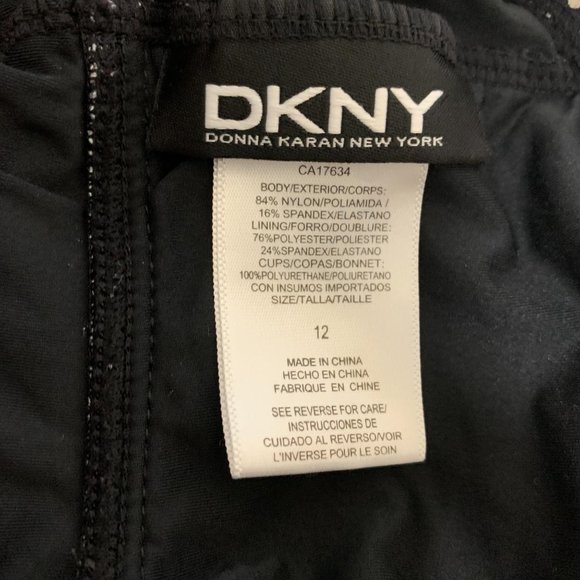 DKNY
DONNA KARAN NEW YORK
CA17634
BODY/EXTERIOR/CORPS:
84% NYLON/POLIAMIDA /
16% SPANDEX/ELASTANO
LINING/FORRO/DOUBLURE:
76%POLYESTER/POLIESTER
24%SPANDEX/ELASTANO
CUPS/COPAS/BONNET:
100%POLYURETHANE/POLIURETANO
CON INSUMOS IMPORTADOS
SIZE/TALLA/TAILLE
12
MADE IN CHINA
HECHO EN CHINA
FABRIQUE EN CHINE
SEE REVERSE FOR CARE/
INSTRUCCIONES DE
CUIDADO AL REVERSO/VOIR
L'INVERSE POUR LE SOIN